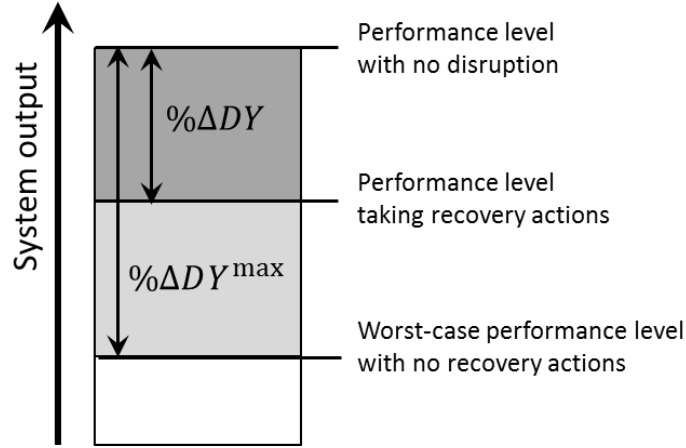 Performance level
with no disruption
%ΔDY
Performance level
taking recovery actions
%ΔDY^max
Worst-case performance level
with no recovery actions
System output